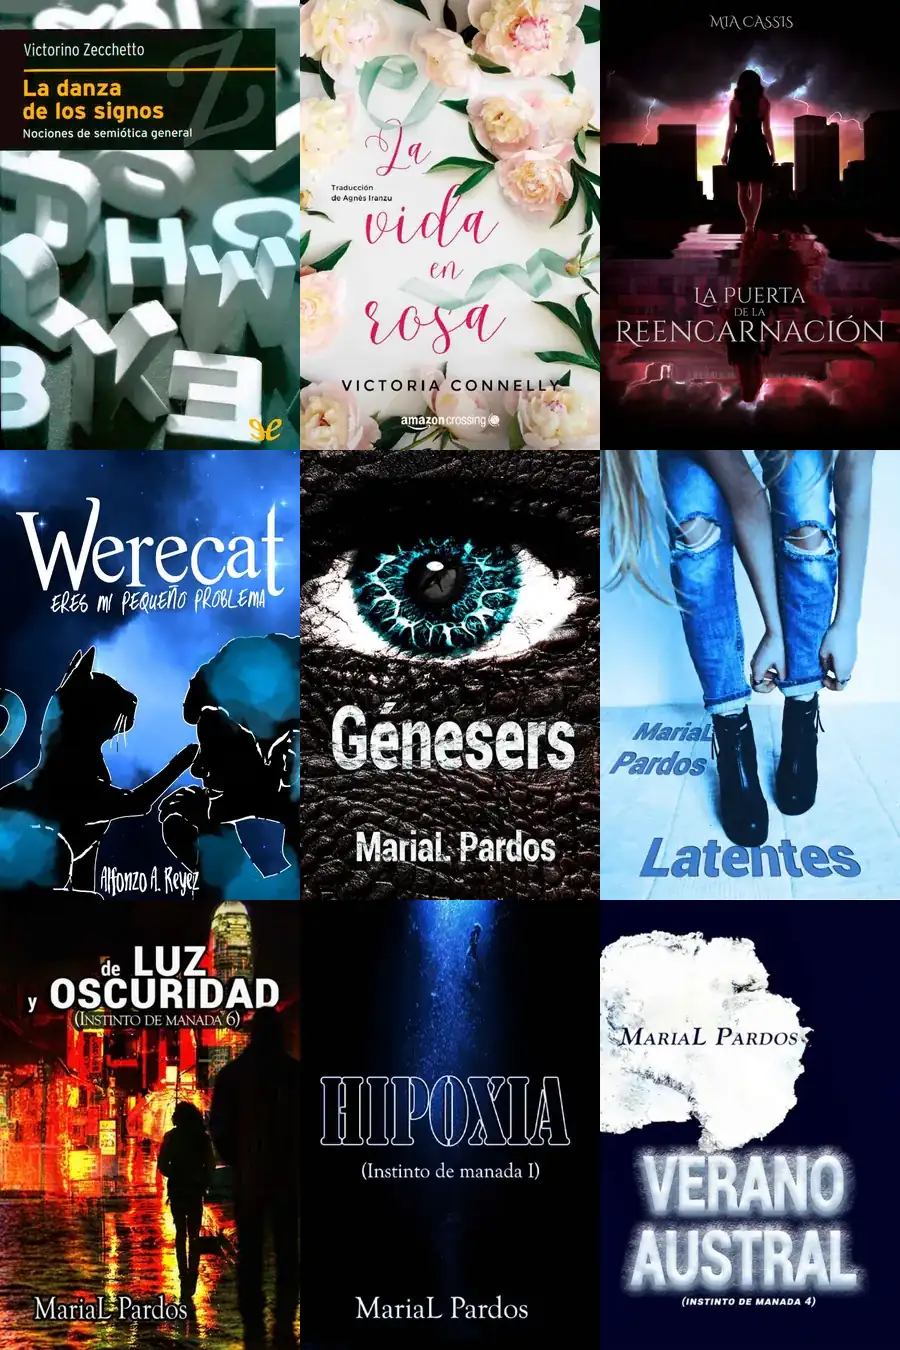 Victorino Zecchetto
La danza
de los signos
Nociones de semiótica general
La
Traducción
de Agnès Iranzu
vida
en
rosa
VICTORIA CONNELLY
amazoncrossing
MIA CASSIS
LA PUERTA
DE LA
REENCARNACIÓN
Werecat
ERES MI PEQUEÑO PROBLEMA
Alfonzo A. Reyez
Génesers
MariaL Pardos
MariaL
Pardos
Latentes
de LUZ
y OSCURIDAD
(INSTINTO DE MANADA 6)
MariaL Pardos
HIPOXIA
(Instinto de manada I)
MariaL Pardos
MARIAL PARDOS
VERANO
AUSTRAL
(INSTINTO DE MANADA 4)